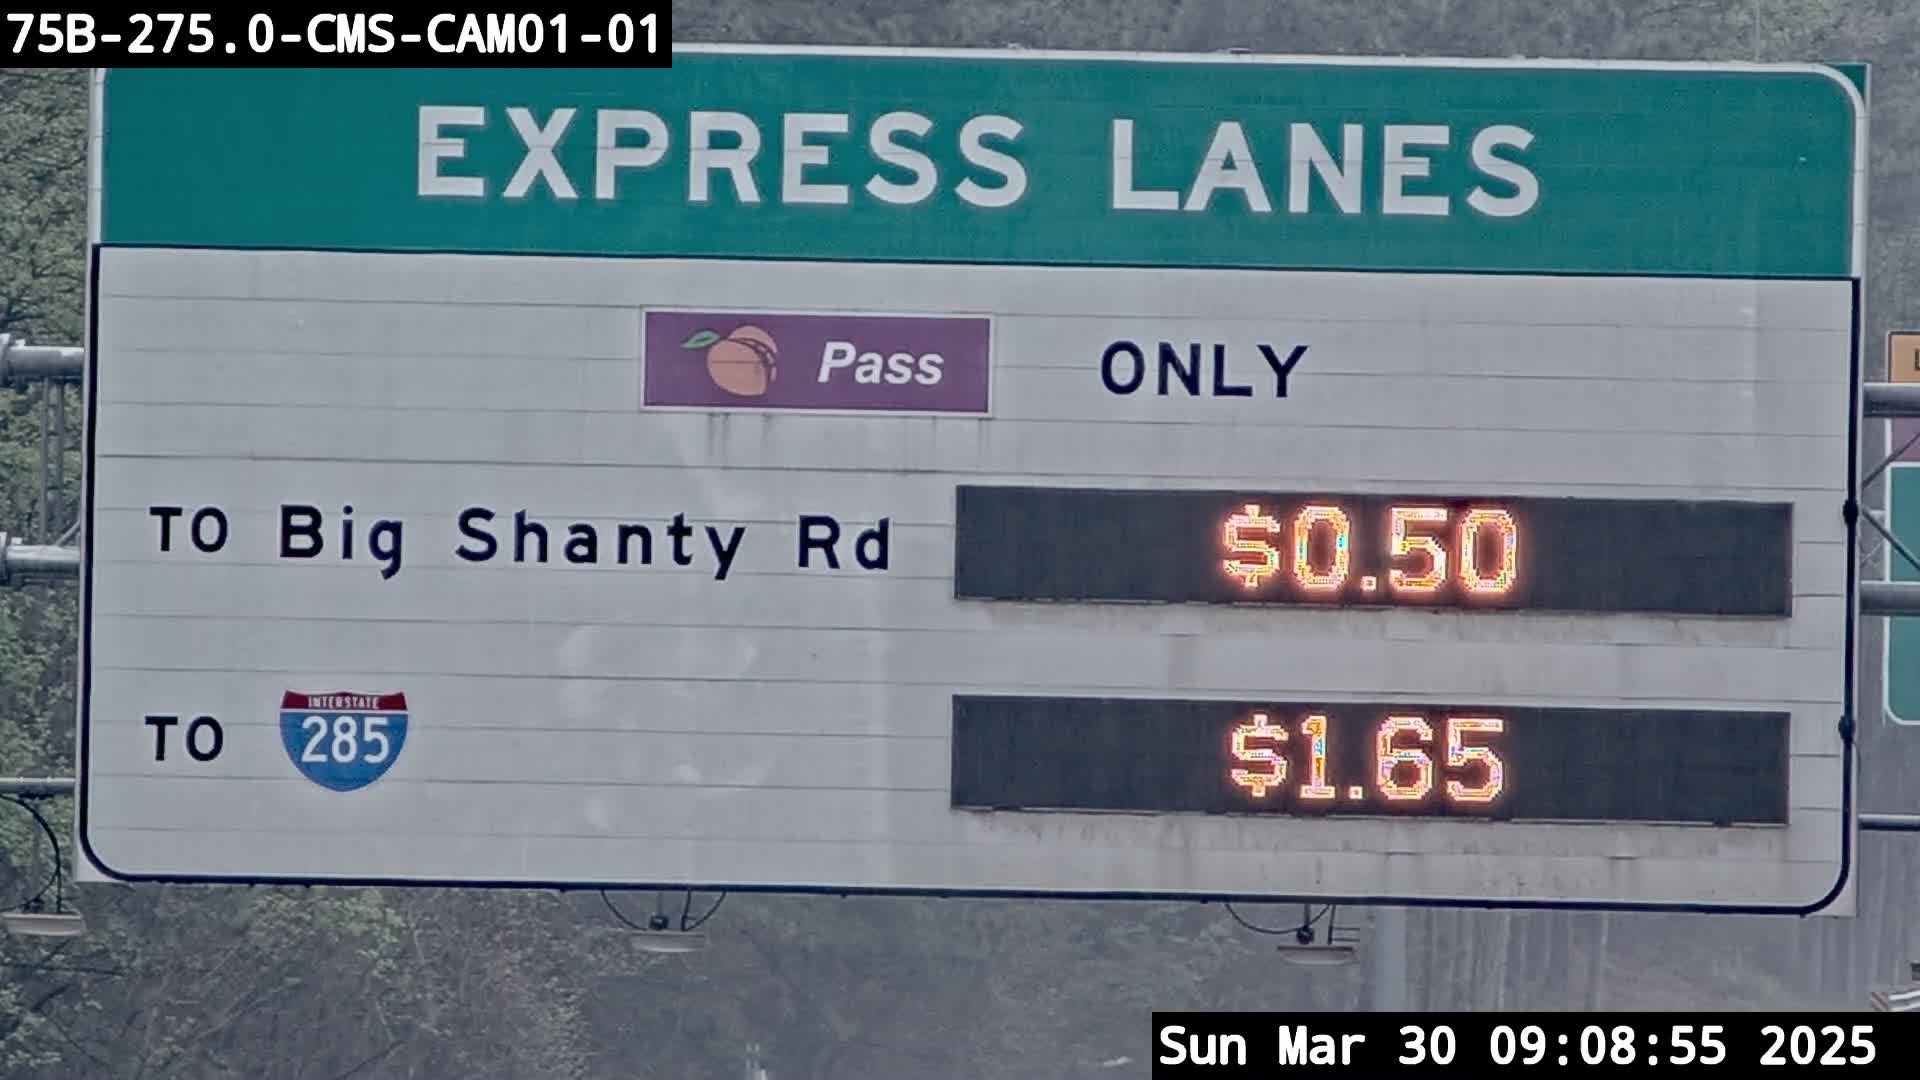 75B-275.0-CMS-CAM01-01
EXPRESS LANES
Pass ONLY
TO Big Shanty Rd $0.50
TO INTERSTATE 285 $1.65
Sun Mar 30 09:08:55 2025